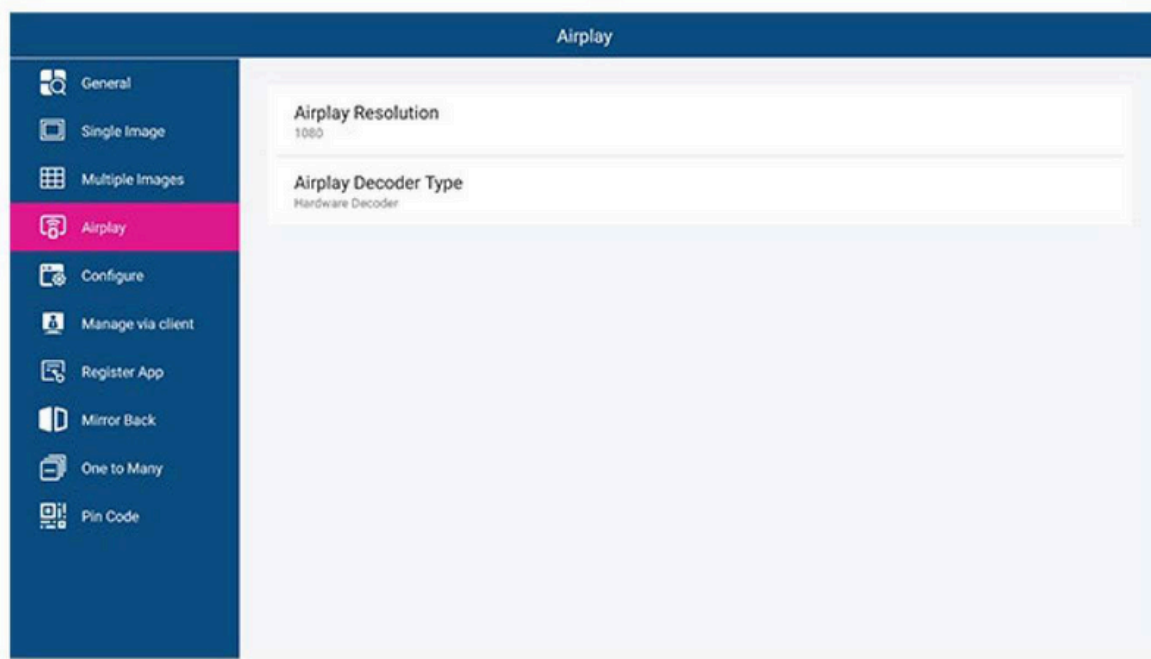 Airplay
General
Single Image
Multiple Images
Airplay
Configure
Manage via client
Register App
Mirror Back
One to Many
Pin Code
Airplay Resolution
1080
Airplay Decoder Type
Hardware Decoder